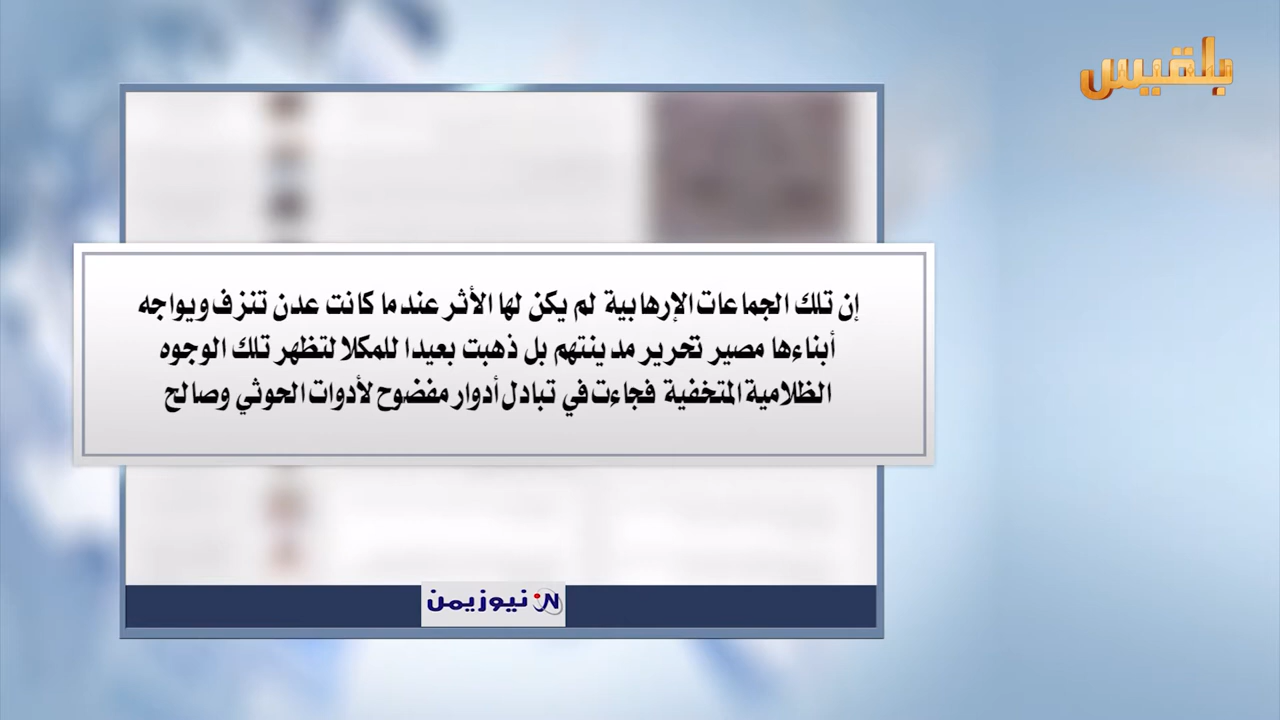 بلقيس
إن تلك الجماعات الإرهابية لم يكن لها الأثر عندما كانت عدن تنزف ويواجه
أبناءها مصير تحرير مدينتهم بل ذهبت بعيدا للمكلا لتظهر تلك الوجوه
الظلامية المتخفية فجاءت في تبادل أدوار مفضوح لأدوات الحوثي وصالح
نيوزيمن